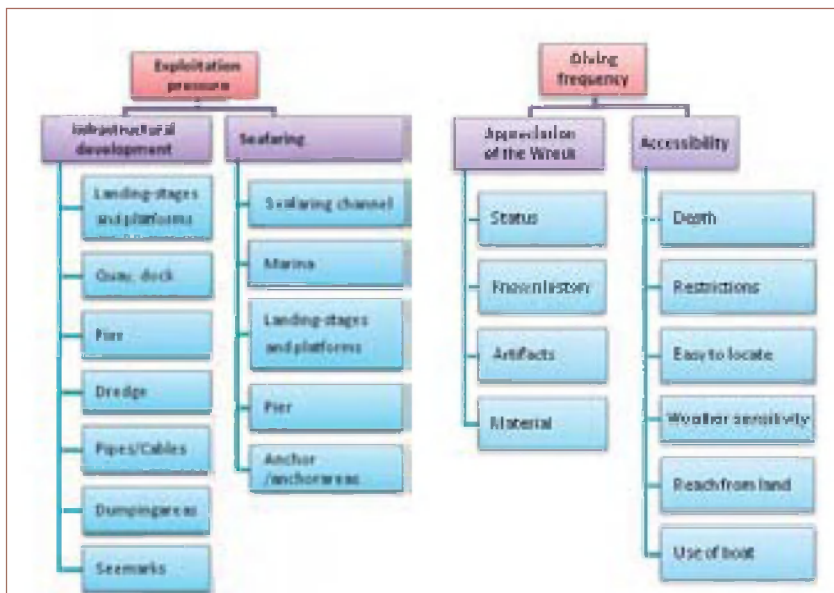 Exploitation
pressure
Infrastructural
development
Landing-stages
and platforms
Quay, dock
Pier
Dredge
Pipes/Cables
Dumpingareas
Seemarks
Seafaring
Seafaring channel
Marina
Landing-stages
and platforms
Pier
Anchor
/anchorareas
Diving
frequency
Appreciation
of the Wreck
Status
Known history
Artifacts
Material
Accessibility
Depth
Restrictions
Easy to locate
Weather sensitivity
Reach from land
Use of boat